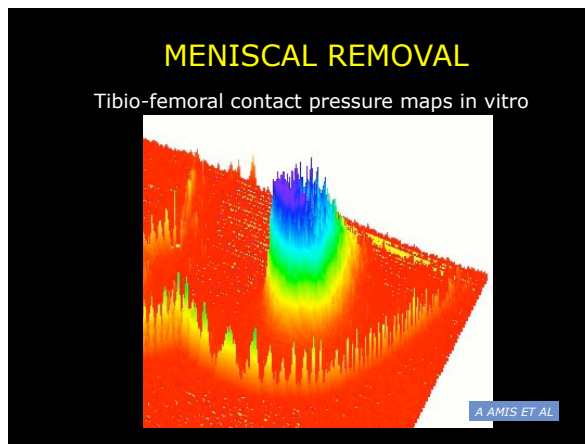 MENISCAL REMOVAL
Tibio-femoral contact pressure maps in vitro
A AMIS ET AL